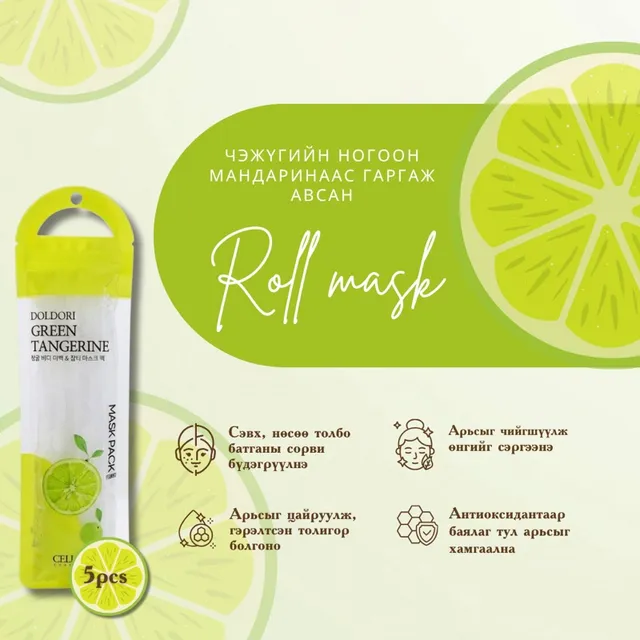 ЧЭЖҮГИЙН НОГООН
МАНДАРИНААС ГАРГАЖ
АВСАН
Roll mask
DOLDORI
GREEN
TANGERINE
MASK PACK
5pcs
Сэвх, нөсөө толбо
батганы сорви
бүдэгрүүлнэ
Арьсыг чийгшүүлж
өнгийг сэргээнэ
Арьсыг цайруулж,
гэрэлтсэн толигор
болгоно
Антиоксидантаар
баялаг тул арьсыг
хамгаална